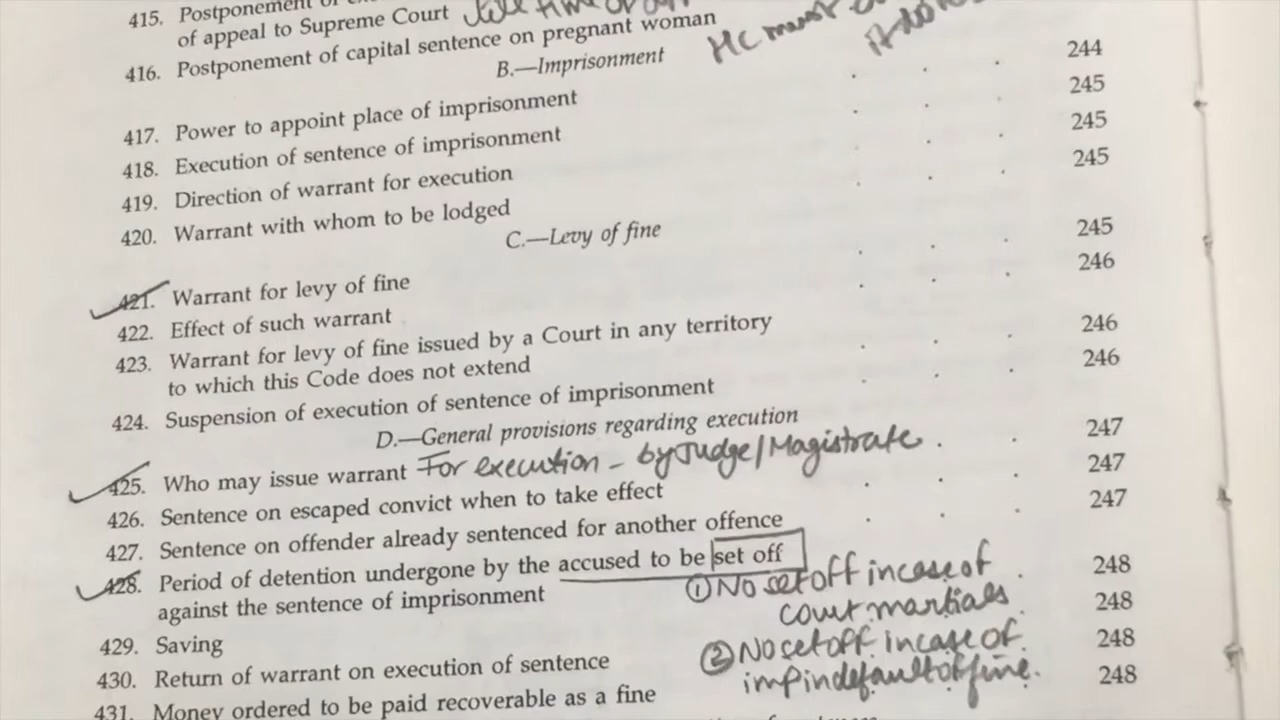 415. Postponement of
of appeal to Supreme Court
416. Postponement of capital sentence on pregnant woman
HC must
B.—Imprisonment
417. Power to appoint place of imprisonment . . . 244
418. Execution of sentence of imprisonment . . . 245
419. Direction of warrant for execution . . . 245
420. Warrant with whom to be lodged . . . 245
C.—Levy of fine
421. Warrant for levy of fine . . . 245
422. Effect of such warrant . . . 246
423. Warrant for levy of fine issued by a Court in any territory
to which this Code does not extend . . . 246
424. Suspension of execution of sentence of imprisonment . . . 246
D.—General provisions regarding execution
425. Who may issue warrant For execution - by Judge/Magistrate . . 247
426. Sentence on escaped convict when to take effect . . . 247
427. Sentence on offender already sentenced for another offence . . . 247
428. Period of detention undergone by the accused to be set off
against the sentence of imprisonment . 248
① No set off in case of
court martials
429. Saving . 248
② No set off in case of
imp in default of fine.
430. Return of warrant on execution of sentence 248
431. Money ordered to be paid recoverable as a fine 248